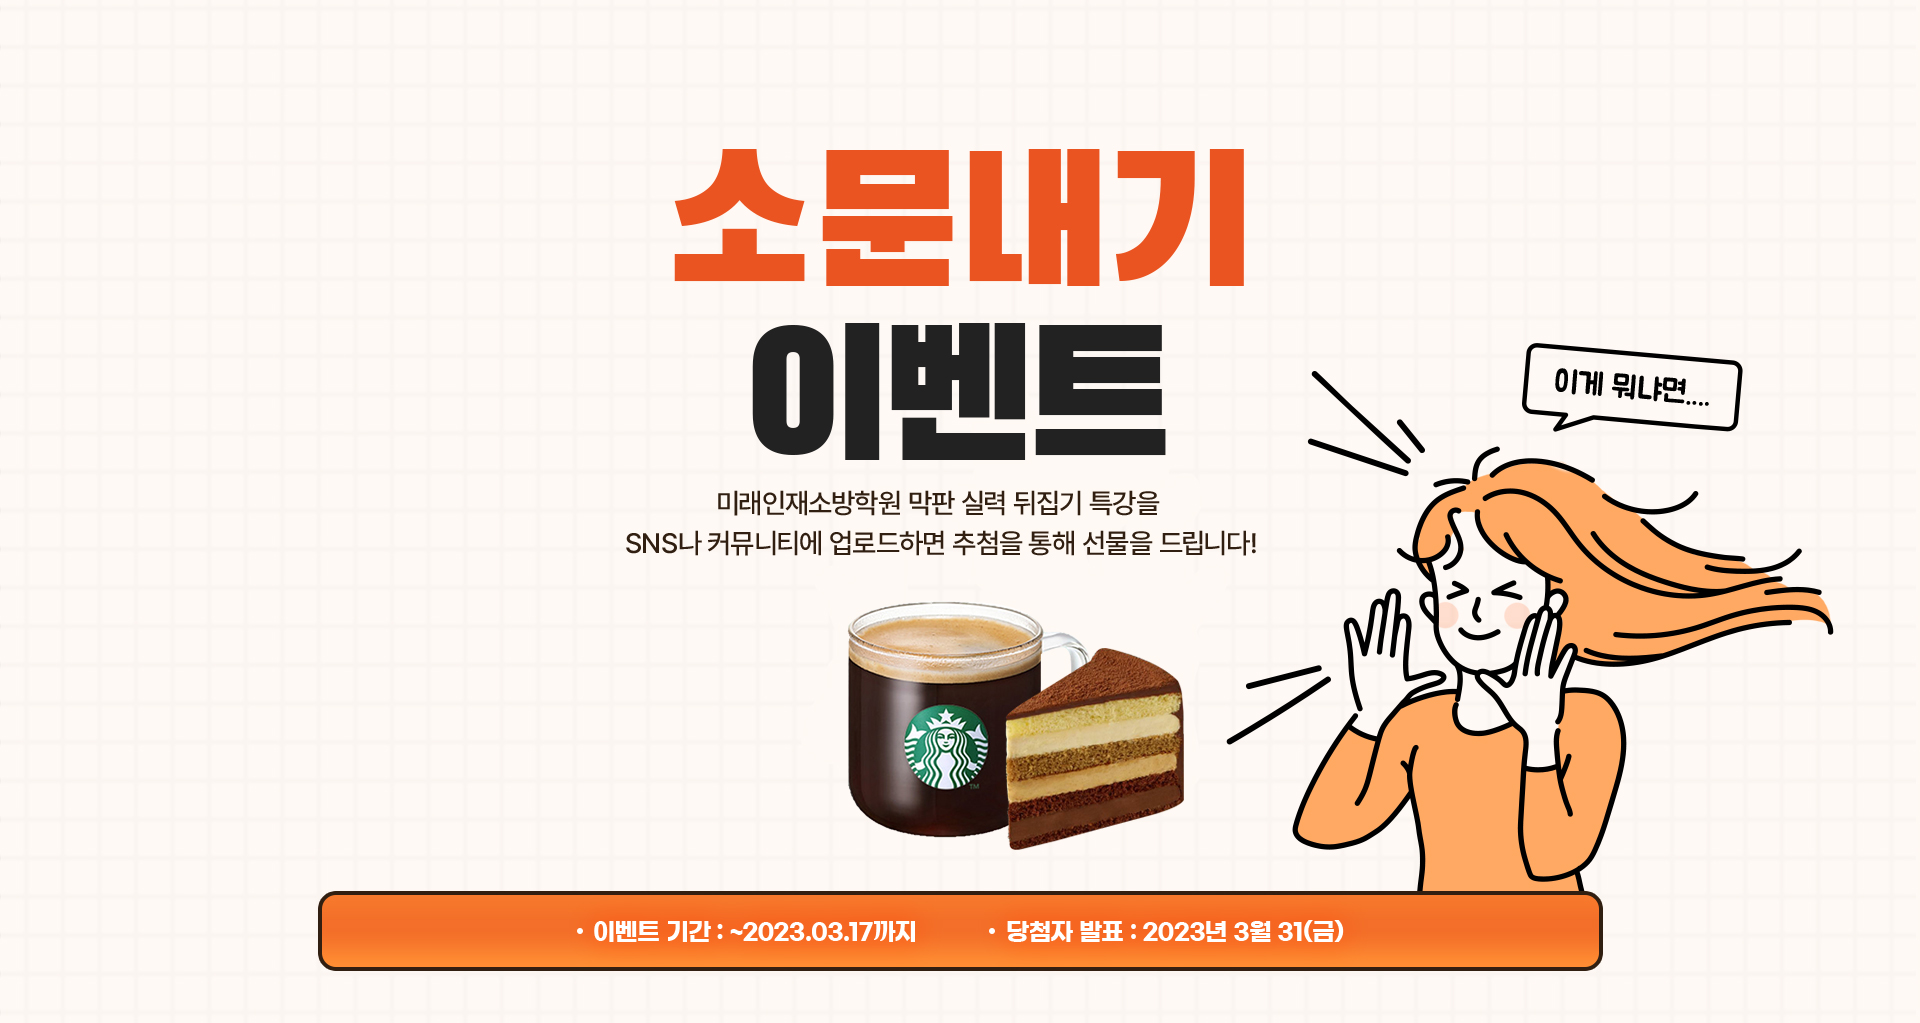 소문내기
이벤트
이게 뭐냐면....
미래인재소방학원 막판 실력 뒤집기 특강을
SNS나 커뮤니티에 업로드하면 추첨을 통해 선물을 드립니다!
TM
• 이벤트 기간 : ~2023.03.17까지
• 당첨자 발표 : 2023년 3월 31(금)